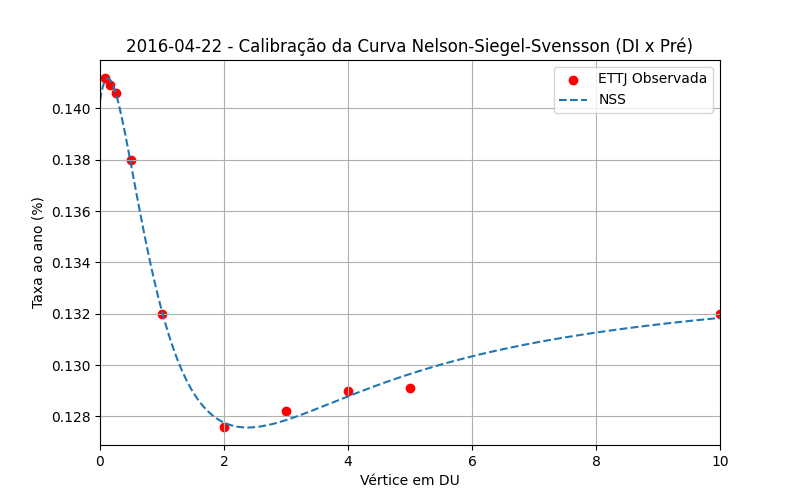 2016-04-22 - Calibração da Curva Nelson-Siegel-Svensson (DI x Pré)
ETTJ Observada
NSS
Taxa ao ano (%)
0.140
0.138
0.136
0.134
0.132
0.130
0.128
0 2 4 6 8 10
Vértice em DU